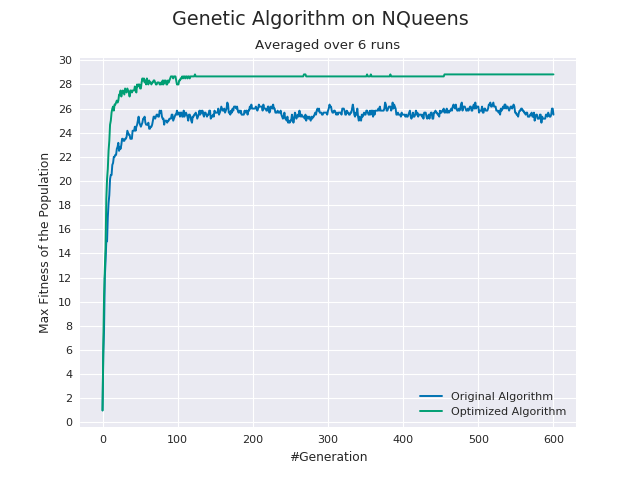 Genetic Algorithm on NQueens
Averaged over 6 runs
30
28
26
24
22
20
18
16
14
12
10
8
6
4
2
0
Max Fitness of the Population
0 100 200 300 400 500 600
#Generation
Original Algorithm
Optimized Algorithm